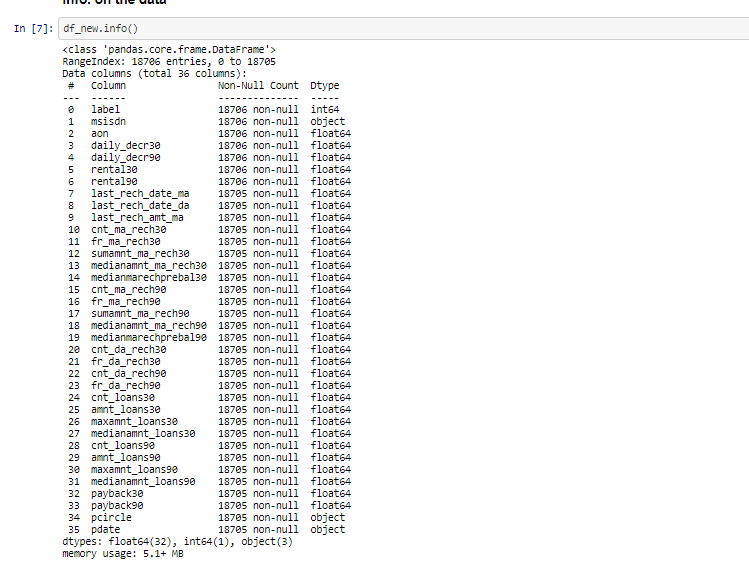 info. on the data
In [7]: df_new.info()
<class 'pandas.core.frame.DataFrame'>
RangeIndex: 18706 entries, 0 to 18705
Data columns (total 36 columns):
 #   Column                Non-Null Count  Dtype
---  ------                --------------  -----
 0   label                 18706 non-null  int64
 1   msisdn                18706 non-null  object
 2   aon                   18706 non-null  float64
 3   daily_decr30          18706 non-null  float64
 4   daily_decr90          18706 non-null  float64
 5   rental30              18706 non-null  float64
 6   rental90              18706 non-null  float64
 7   last_rech_date_ma     18705 non-null  float64
 8   last_rech_date_da     18705 non-null  float64
 9   last_rech_amt_ma      18705 non-null  float64
 10  cnt_ma_rech30         18705 non-null  float64
 11  fr_ma_rech30          18705 non-null  float64
 12  sumamnt_ma_rech30     18705 non-null  float64
 13  medianamnt_ma_rech30  18705 non-null  float64
 14  medianmarechprebal30  18705 non-null  float64
 15  cnt_ma_rech90         18705 non-null  float64
 16  fr_ma_rech90          18705 non-null  float64
 17  sumamnt_ma_rech90     18705 non-null  float64
 18  medianamnt_ma_rech90  18705 non-null  float64
 19  medianmarechprebal90  18705 non-null  float64
 20  cnt_da_rech30         18705 non-null  float64
 21  fr_da_rech30          18705 non-null  float64
 22  cnt_da_rech90         18705 non-null  float64
 23  fr_da_rech90          18705 non-null  float64
 24  cnt_loans30           18705 non-null  float64
 25  amnt_loans30          18705 non-null  float64
 26  maxamnt_loans30       18705 non-null  float64
 27  medianamnt_loans30    18705 non-null  float64
 28  cnt_loans90           18705 non-null  float64
 29  amnt_loans90          18705 non-null  float64
 30  maxamnt_loans90       18705 non-null  float64
 31  medianamnt_loans90    18705 non-null  float64
 32  payback30             18705 non-null  float64
 33  payback90             18705 non-null  float64
 34  pcircle               18705 non-null  object
 35  pdate                 18705 non-null  object
dtypes: float64(32), int64(1), object(3)
memory usage: 5.1+ MB